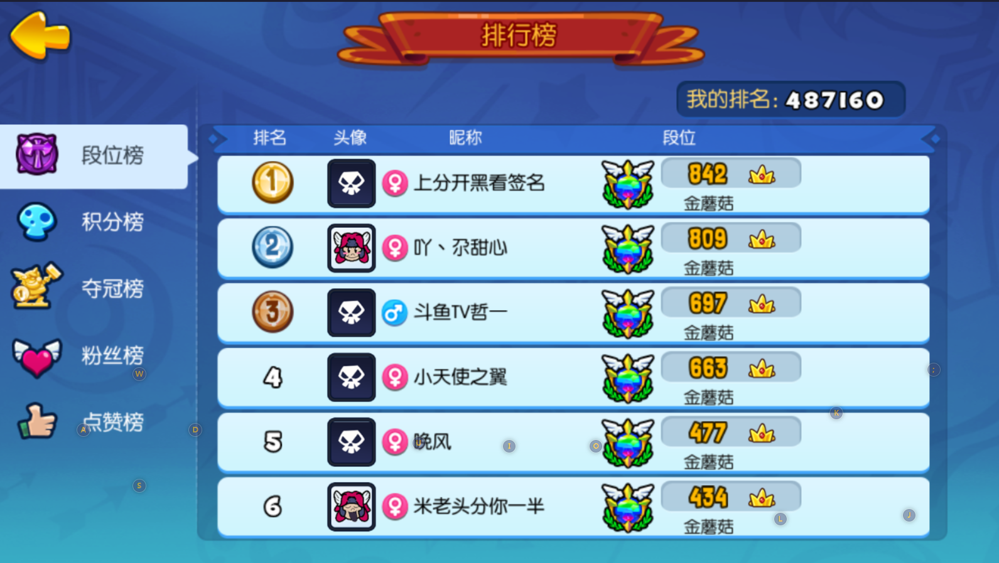 排行榜
我的排名: 487160
段位榜
积分榜
夺冠榜
粉丝榜
点赞榜
排名 头像 昵称 段位
1 上分开黑看签名 842
金蘑菇
2 吖丶尕甜心 809
金蘑菇
3 斗鱼TV哲一 697
金蘑菇
4 小天使之翼 663
金蘑菇
5 晚风 477
金蘑菇
6 米老头分你一半 434
金蘑菇
W
A
D
S
U
I
O
K
;
L
J